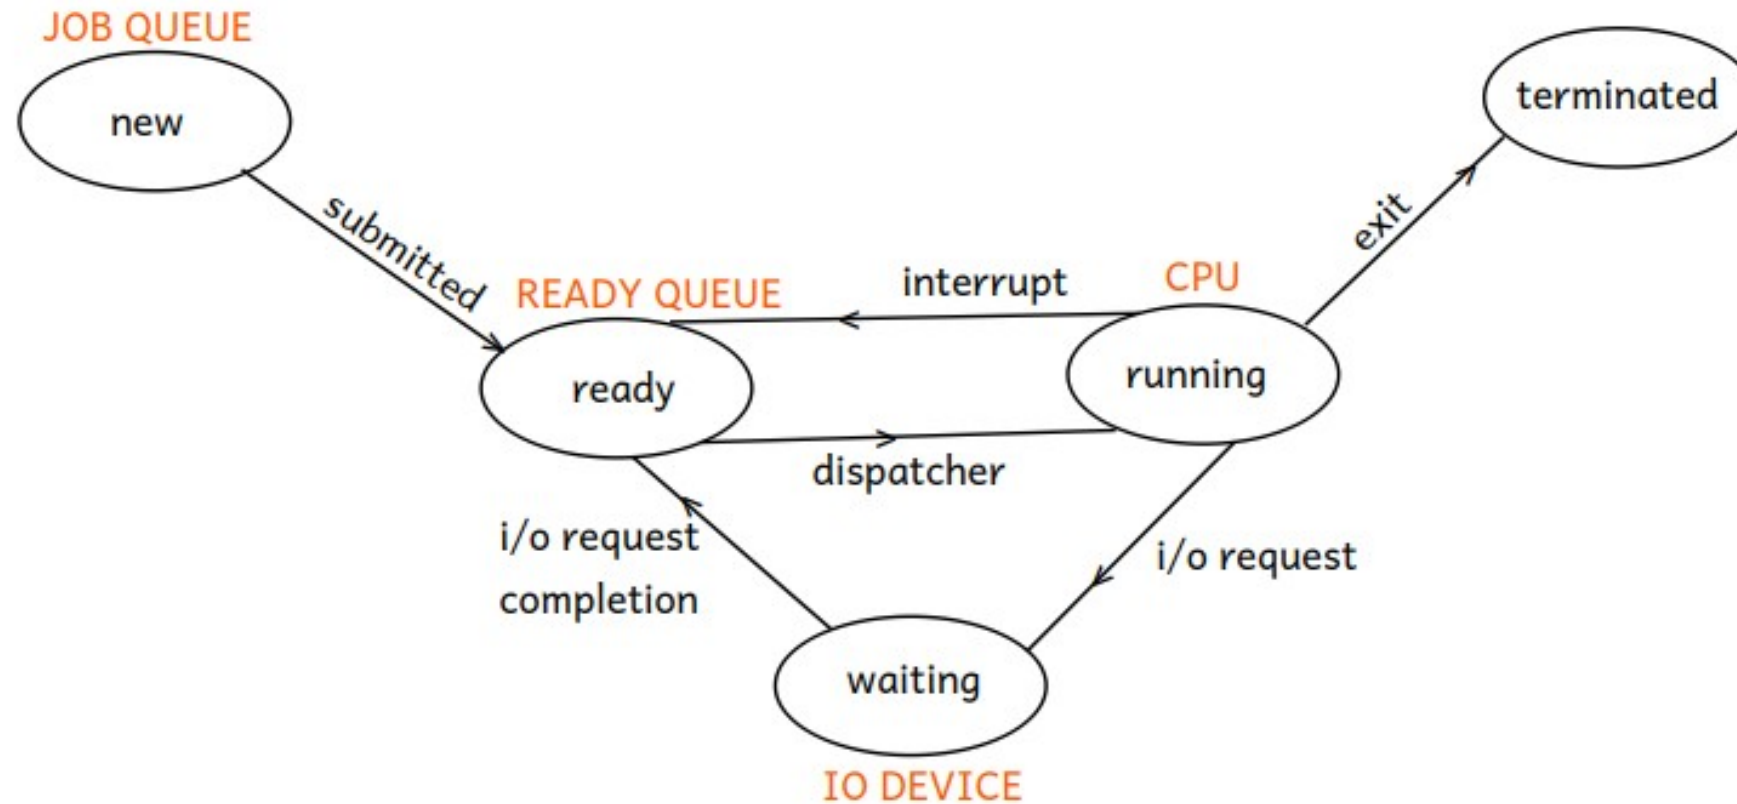 JOB QUEUE
new
terminated
submitted
exit
READY QUEUE
interrupt
CPU
ready
running
dispatcher
i/o request
completion
i/o request
waiting
IO DEVICE